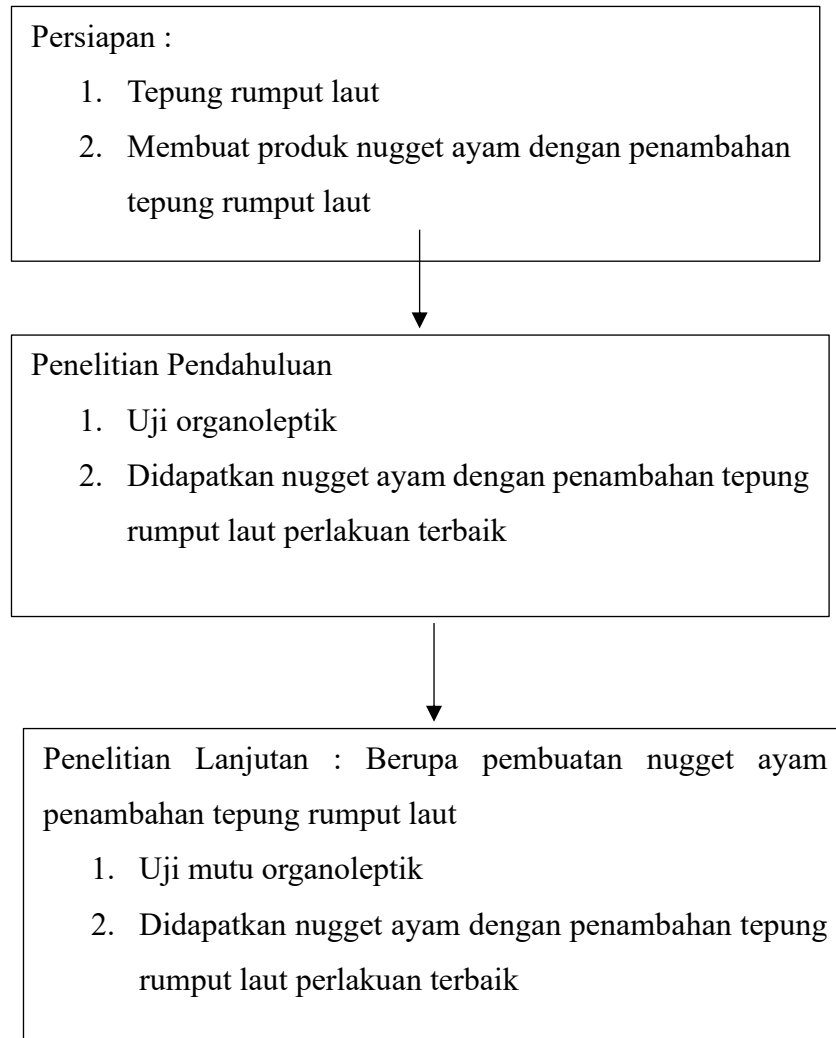 Persiapan :
1. Tepung rumput laut
2. Membuat produk nugget ayam dengan penambahan
tepung rumput laut
Penelitian Pendahuluan
1. Uji organoleptik
2. Didapatkan nugget ayam dengan penambahan tepung
rumput laut perlakuan terbaik
Penelitian Lanjutan : Berupa pembuatan nugget ayam
penambahan tepung rumput laut
1. Uji mutu organoleptik
2. Didapatkan nugget ayam dengan penambahan tepung
rumput laut perlakuan terbaik